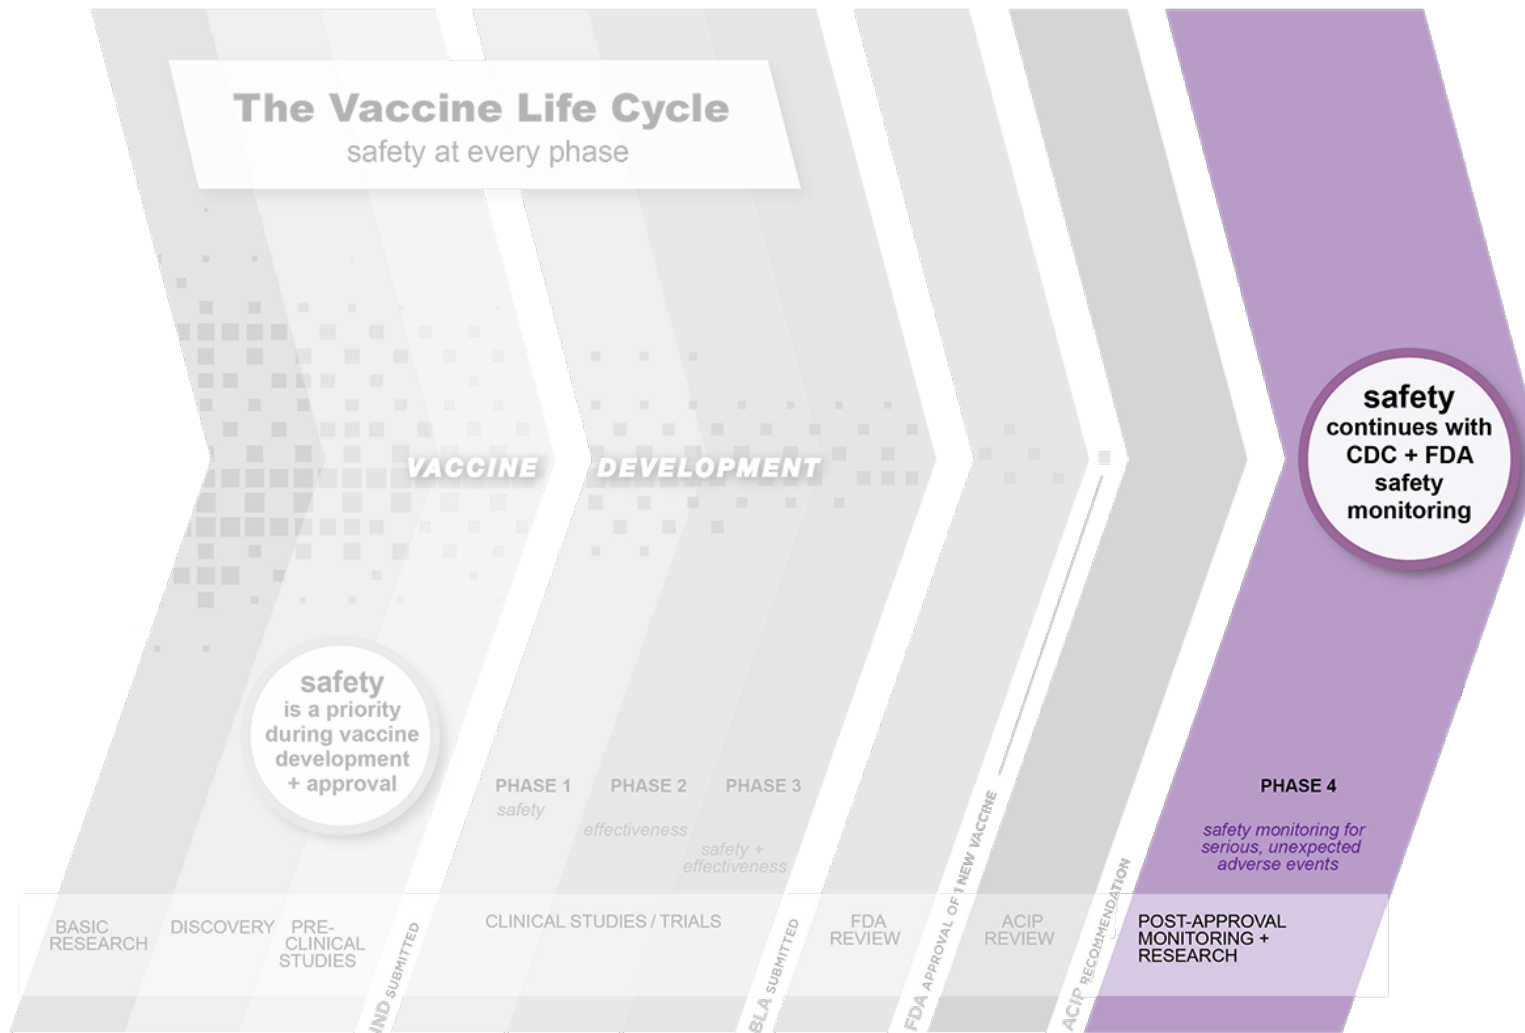 The Vaccine Life Cycle
safety at every phase
VACCINE DEVELOPMENT
safety
continues with
CDC + FDA
safety
monitoring
safety
is a priority
during vaccine
development
+ approval
PHASE 1
safety
PHASE 2
effectiveness
PHASE 3
safety +
effectiveness
PHASE 4
safety monitoring for
serious, unexpected
adverse events
BASIC
RESEARCH
DISCOVERY
PRE-
CLINICAL
STUDIES
IND SUBMITTED
CLINICAL STUDIES / TRIALS
BLA SUBMITTED
FDA
REVIEW
FDA APPROVAL OF 1 NEW VACCINE
ACIP
REVIEW
ACIP RECOMMENDATION
POST-APPROVAL
MONITORING +
RESEARCH